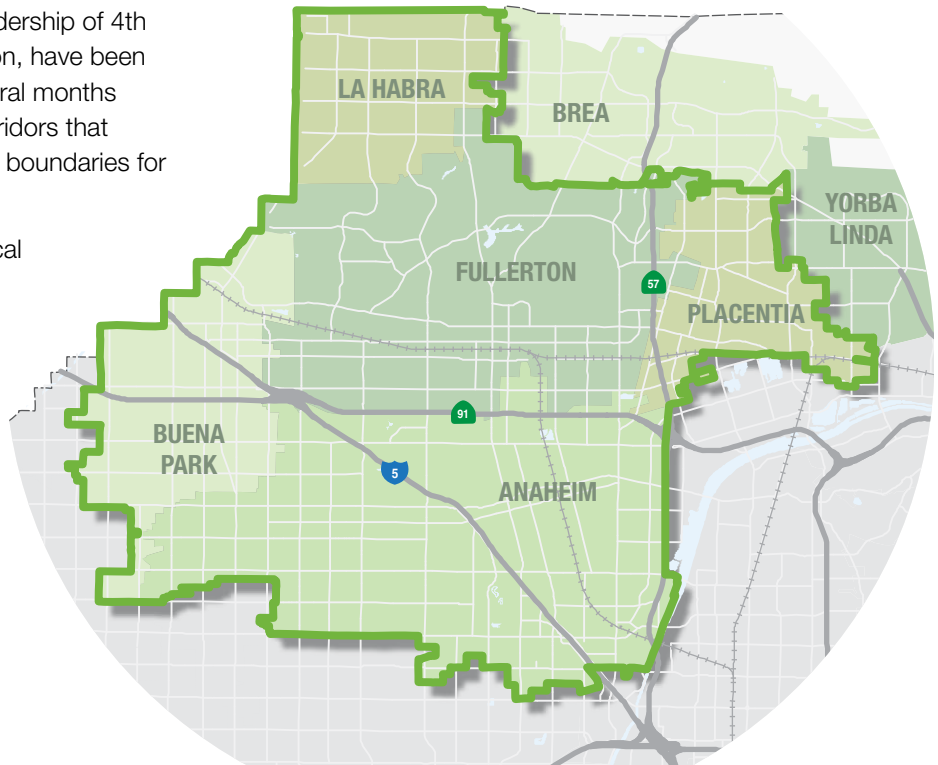 dership of 4th
on, have been
ral months
ridors that
boundaries for
cal
LA HABRA
BREA
YORBA
LINDA
FULLERTON
57
PLACENTIA
91
BUENA
PARK
5
ANAHEIM